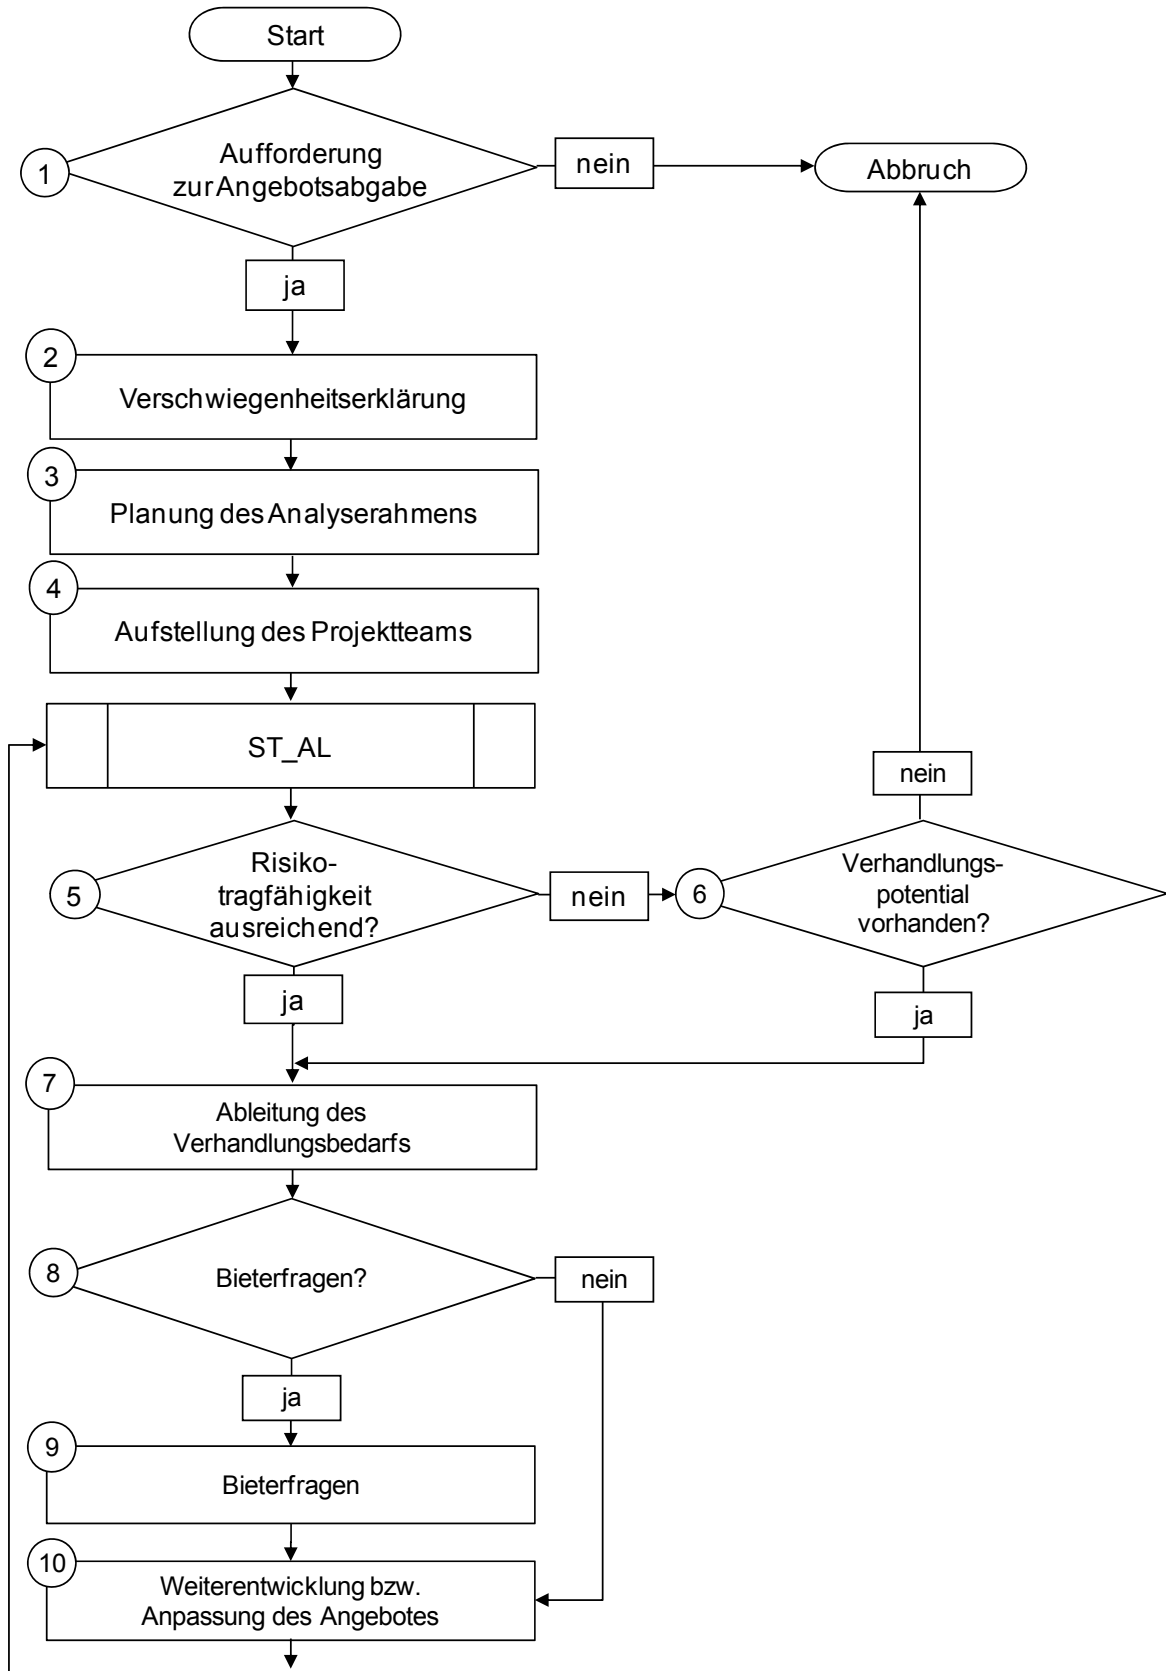 Start
1
Aufforderung
zur Angebotsabgabe
nein
Abbruch
ja
2
Verschwiegenheitserklärung
3
Planung des Analyserahmens
4
Aufstellung des Projektteams
ST_AL
nein
5
Risiko-
tragfähigkeit
ausreichend?
nein
6
Verhandlungs-
potential
vorhanden?
ja
ja
7
Ableitung des
Verhandlungsbedarfs
8
Bieterfragen?
nein
ja
9
Bieterfragen
10
Weiterentwicklung bzw.
Anpassung des Angebotes